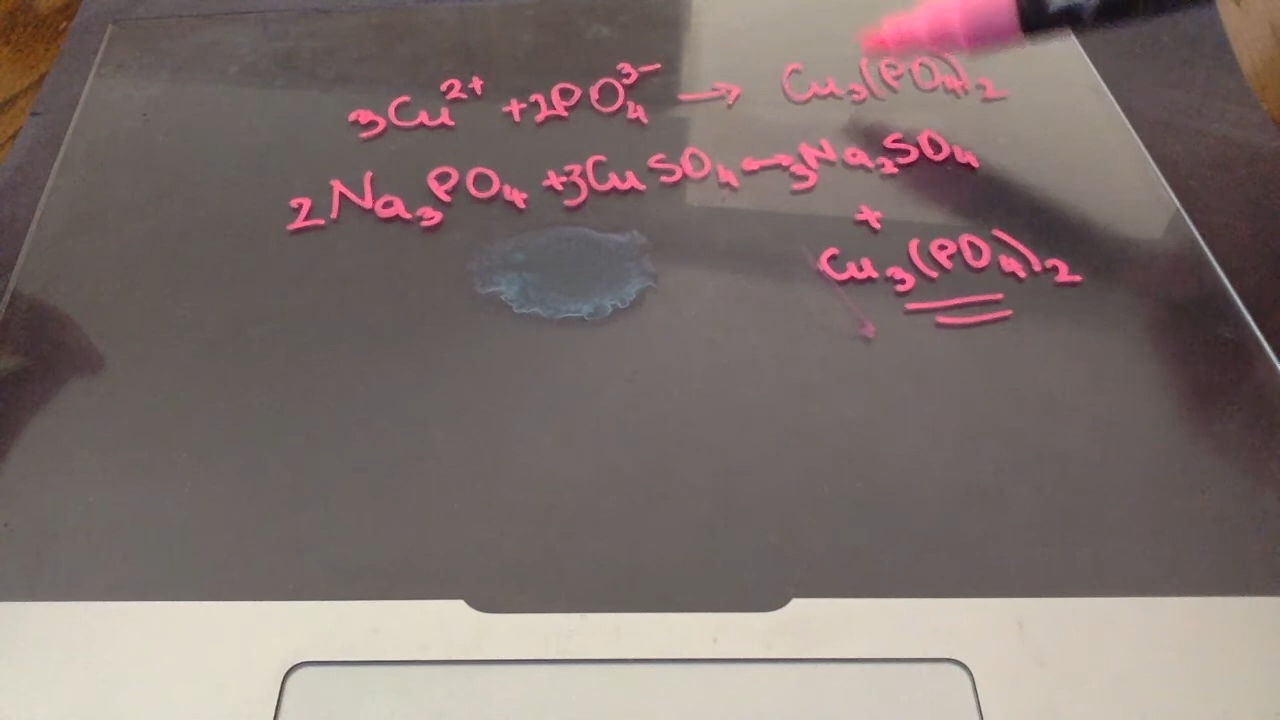 3Cu²⁺ + 2PO₄³⁻ → Cu₃(PO₄)₂
2Na₃PO₄ + 3CuSO₄ → 3Na₂SO₄
+
Cu₃(PO₄)₂